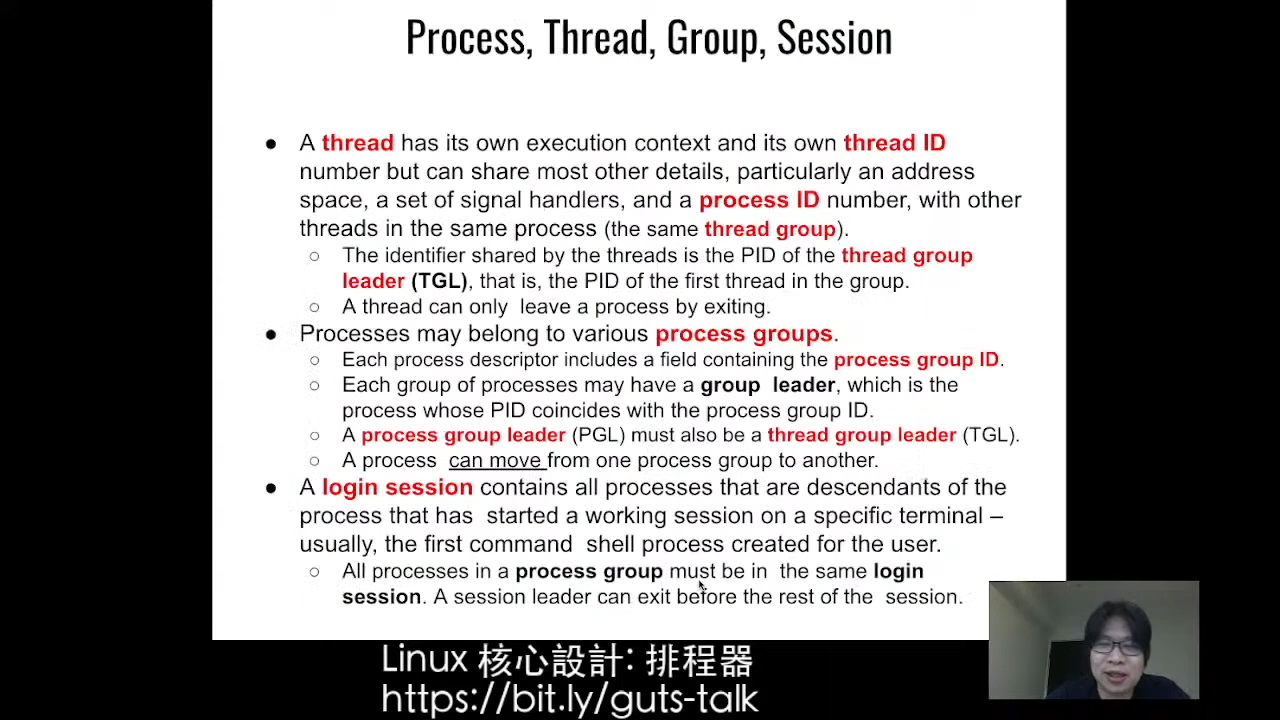 Process, Thread, Group, Session
● A thread has its own execution context and its own thread ID
number but can share most other details, particularly an address
space, a set of signal handlers, and a process ID number, with other
threads in the same process (the same thread group).
○ The identifier shared by the threads is the PID of the thread group
leader (TGL), that is, the PID of the first thread in the group.
○ A thread can only leave a process by exiting.
● Processes may belong to various process groups.
○ Each process descriptor includes a field containing the process group ID.
○ Each group of processes may have a group leader, which is the
process whose PID coincides with the process group ID.
○ A process group leader (PGL) must also be a thread group leader (TGL).
○ A process can move from one process group to another.
● A login session contains all processes that are descendants of the
process that has started a working session on a specific terminal –
usually, the first command shell process created for the user.
○ All processes in a process group must be in the same login
session. A session leader can exit before the rest of the session.
Linux 核心設計: 排程器
https://bit.ly/guts-talk